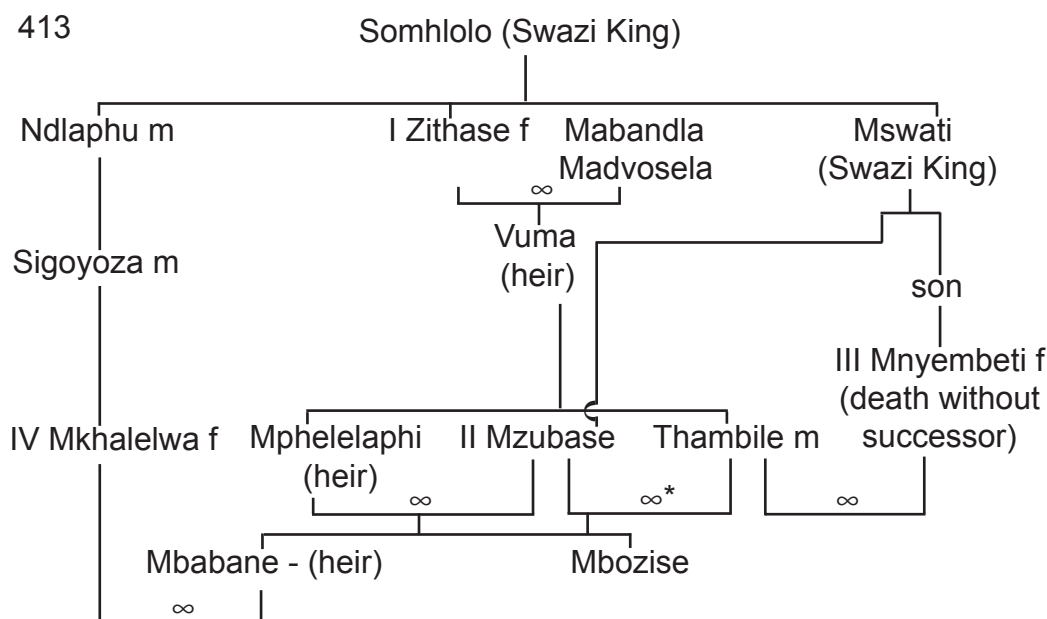 413
Somhlolo (Swazi King)
Ndlaphu m
I Zithase f
Mabandla
Madvosela
Mswati
(Swazi King)
∞
Vuma
(heir)
Sigoyoza m
son
III Mnyembeti f
(death without
successor)
IV Mkhalelwa f
Mphelelaphi
(heir)
II Mzubase
Thambile m
∞
∞*
∞
Mbabane - (heir)
Mbozise
∞